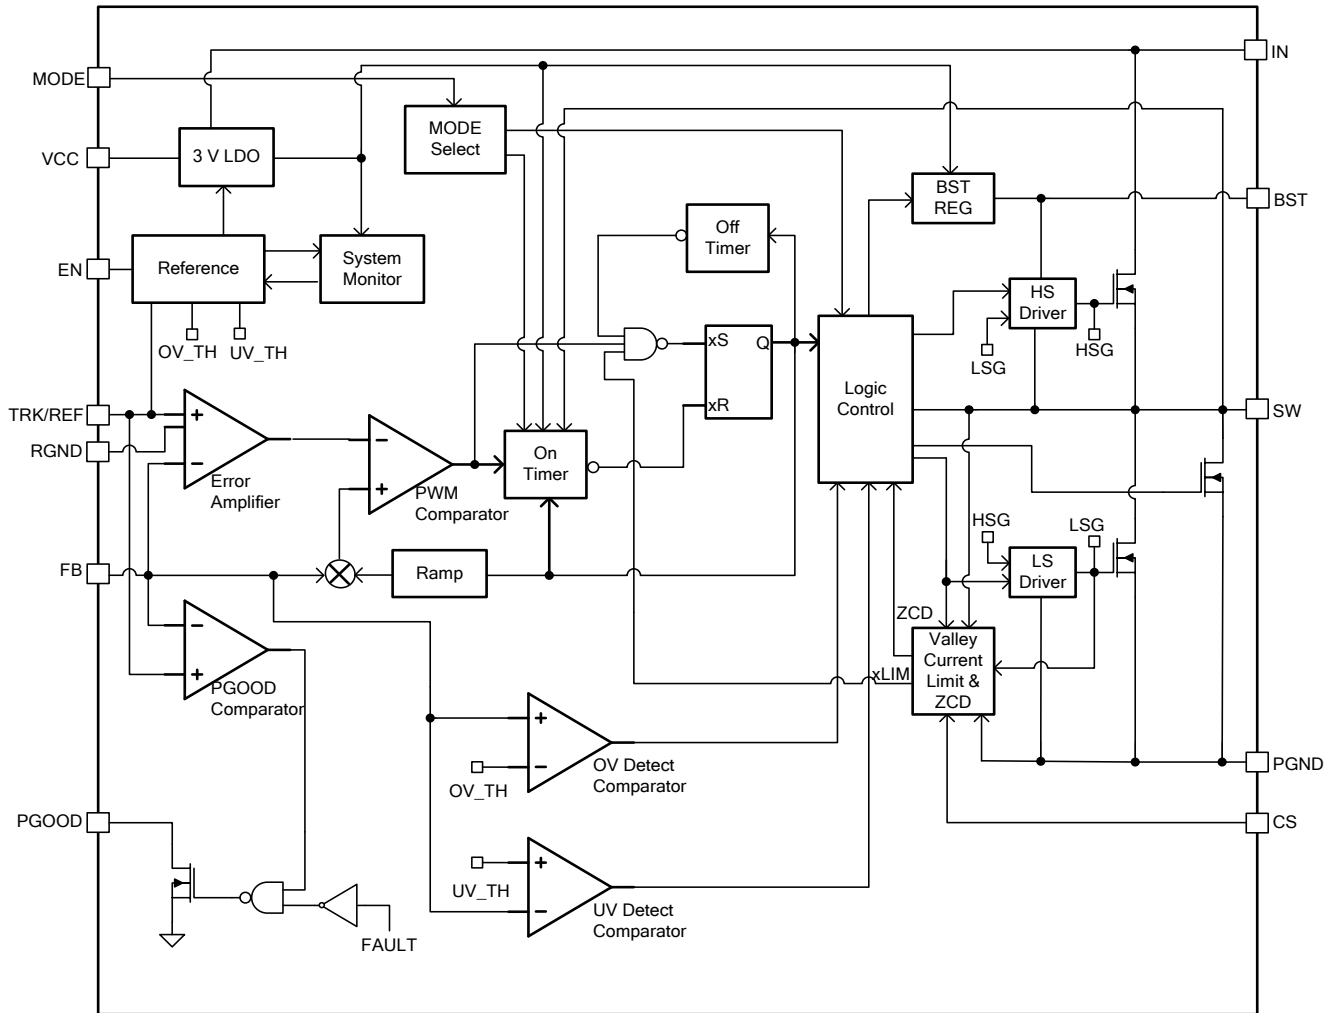 IN
MODE
MODE
Select
VCC
3 V LDO
BST
REG
BST
Off
Timer
EN
Reference
System
Monitor
HS
Driver
OV_TH
UV_TH
LSG
HSG
xS
Q
xR
Logic
Control
TRK/REF
RGND
SW
Error
Amplifier
PWM
Comparator
On
Timer
HSG
LSG
FB
Ramp
LS
Driver
ZCD
Valley
Current
Limit &
ZCD
xLIM
PGOOD
Comparator
OV_TH
OV Detect
Comparator
PGND
PGOOD
CS
UV_TH
UV Detect
Comparator
FAULT